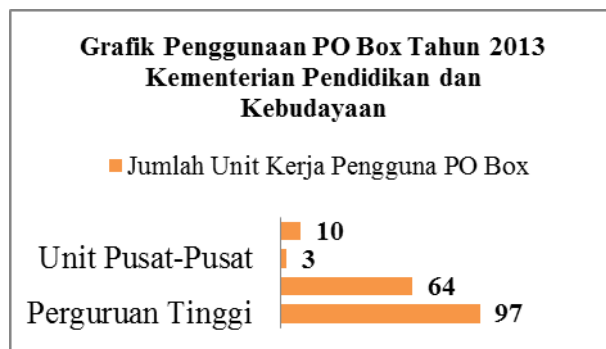 Grafik Penggunaan PO Box Tahun 2013
Kementerian Pendidikan dan
Kebudayaan
Jumlah Unit Kerja Pengguna PO Box
10
Unit Pusat-Pusat 3
64
Perguruan Tinggi 97